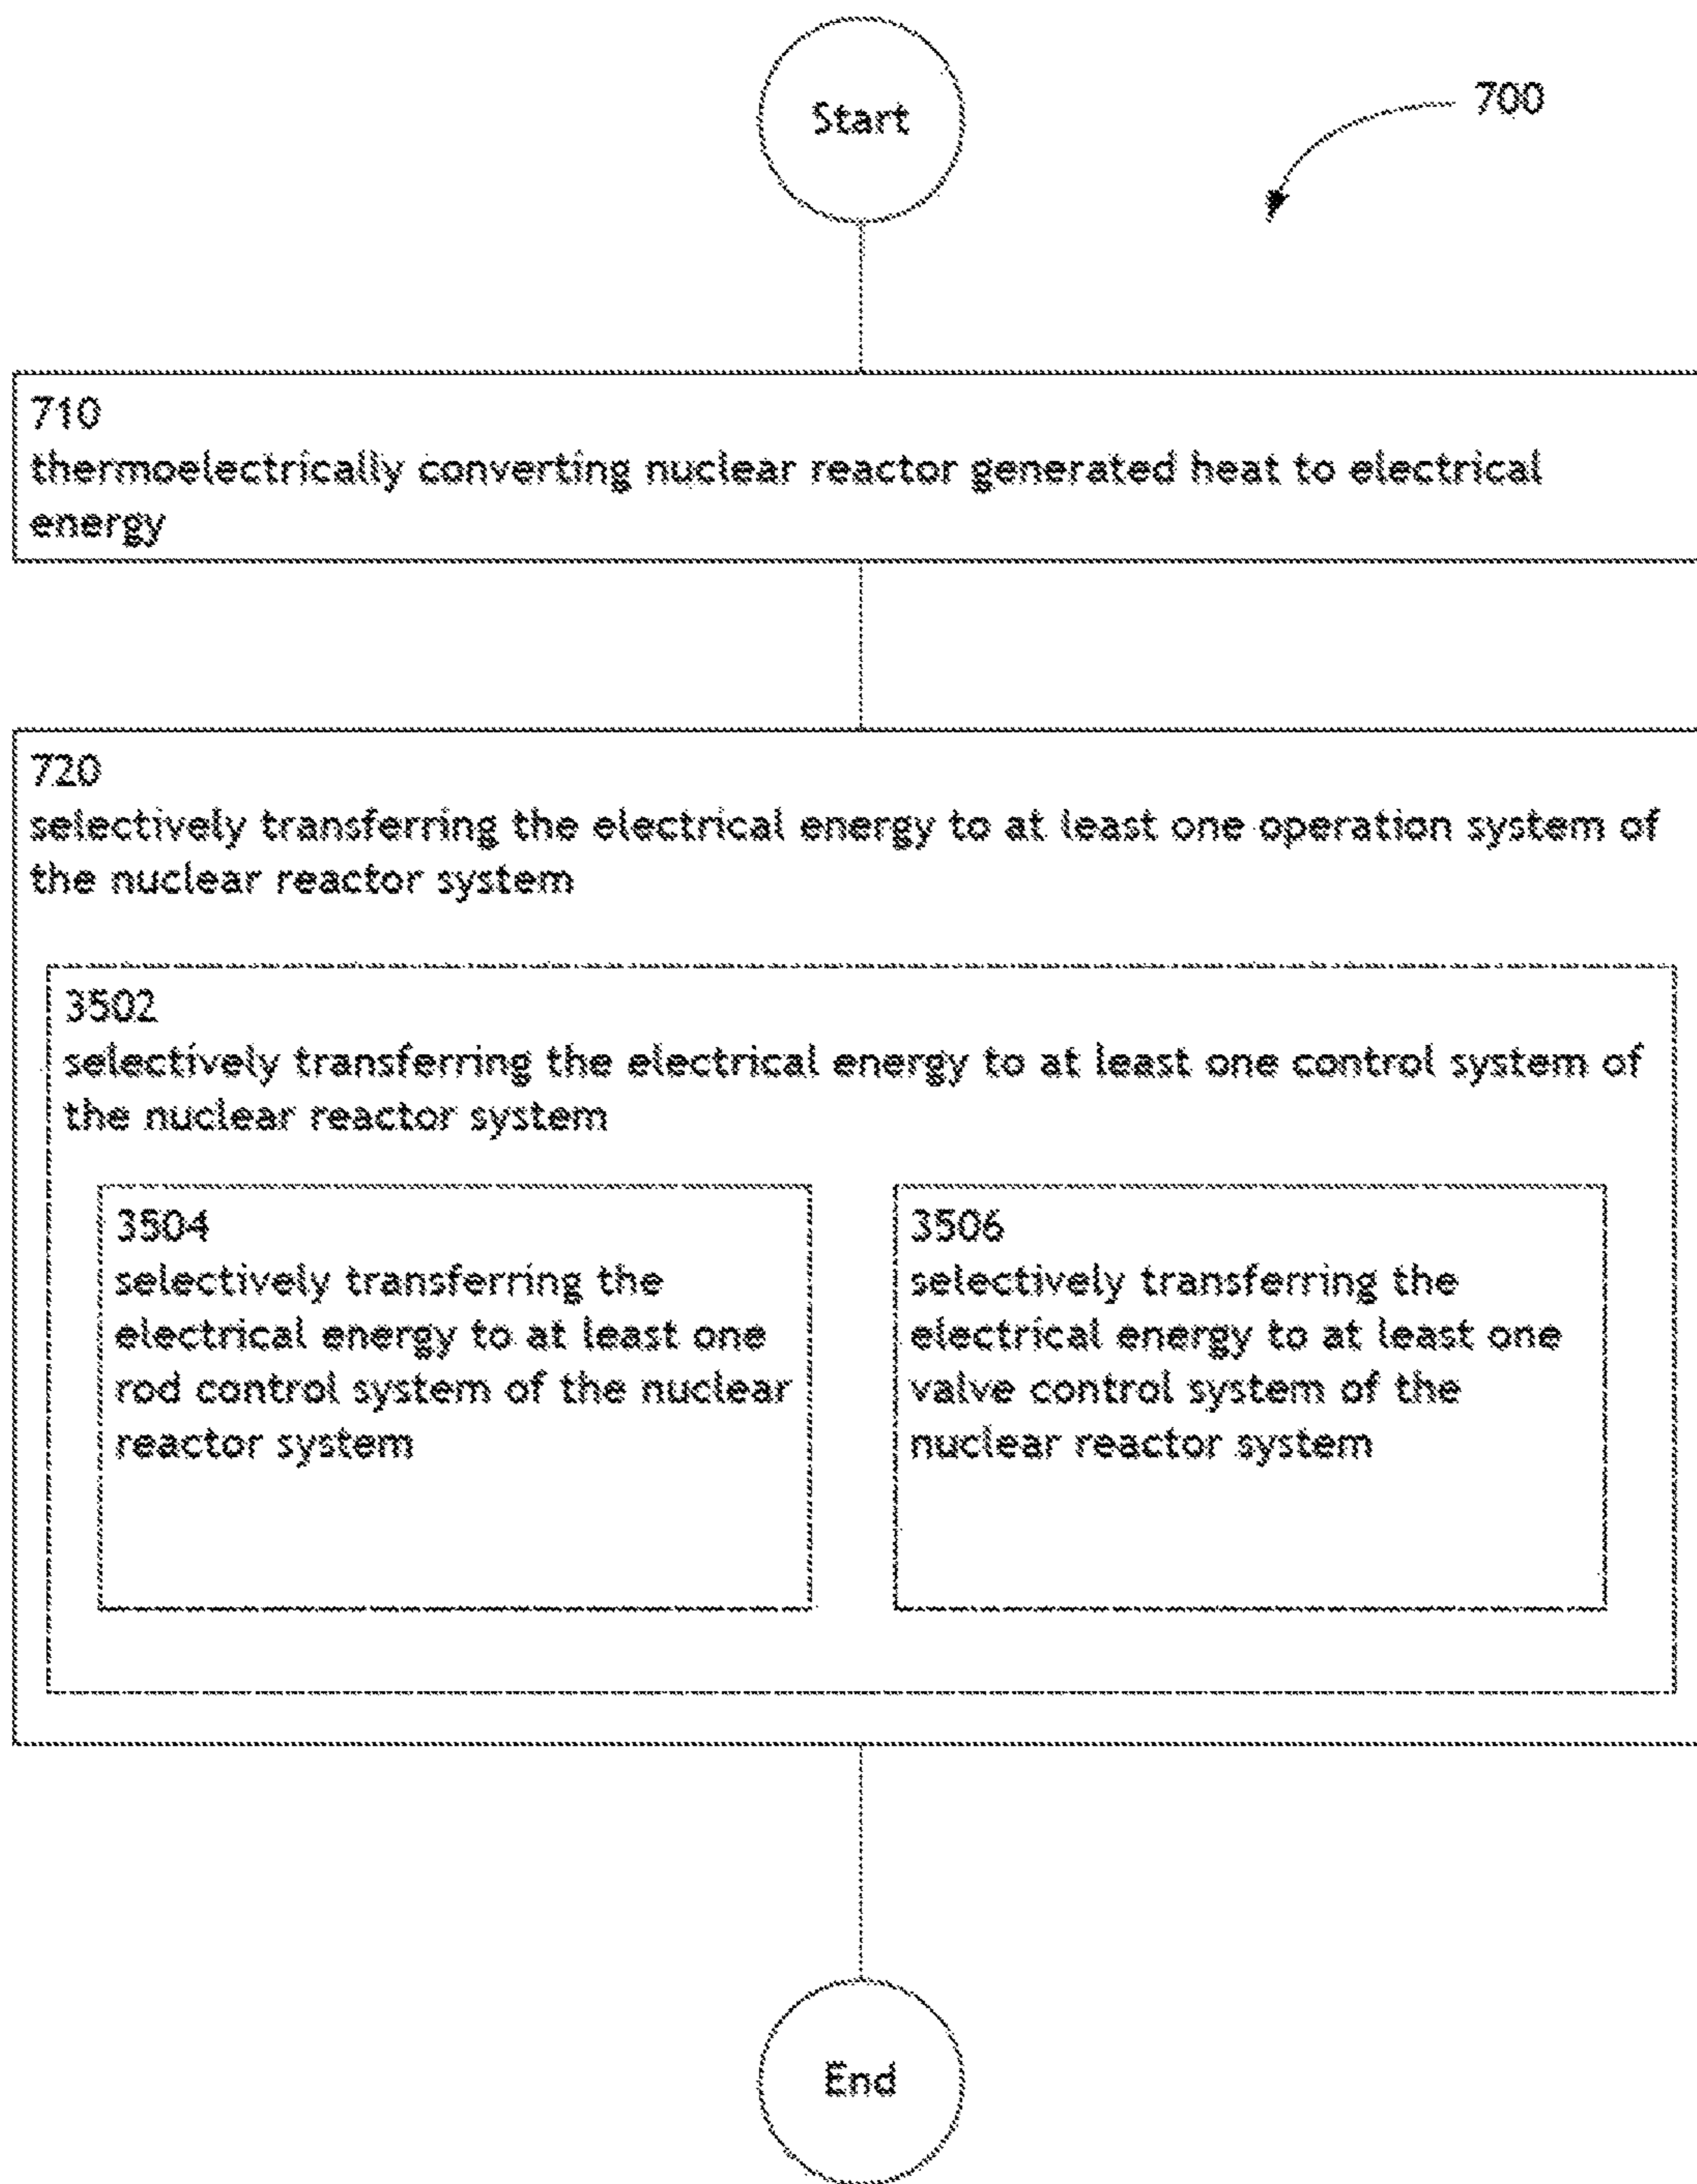 Start
700
710
thermoelectrically converting nuclear reactor generated heat to electrical
energy
720
selectively transferring the electrical energy to at least one operation system of
the nuclear reactor system
3502
selectively transferring the electrical energy to at least one control system of
the nuclear reactor system
3504
selectively transferring the
electrical energy to at least one
rod control system of the nuclear
reactor system
3506
selectively transferring the
electrical energy to at least one
valve control system of the
nuclear reactor system
End